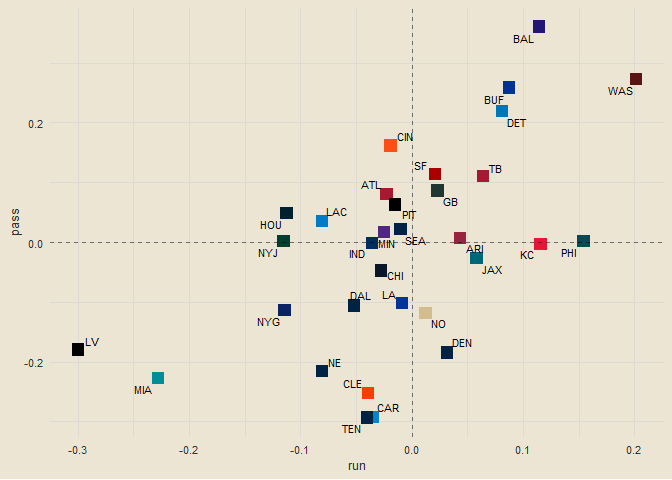 BAL
WAS
BUF
0.2
DET
CIN
SF
TB
ATL
GB
LAC
PIT
HOU
pass
SEA
MIN
0.0
ARI
NYJ
IND
KC
PHI
JAX
CHI
DAL
LA
NYG
NO
LV
DEN
-0.2
NE
MIA
CLE
CAR
TEN
-0.3
-0.2
-0.1
0.0
0.1
0.2
run